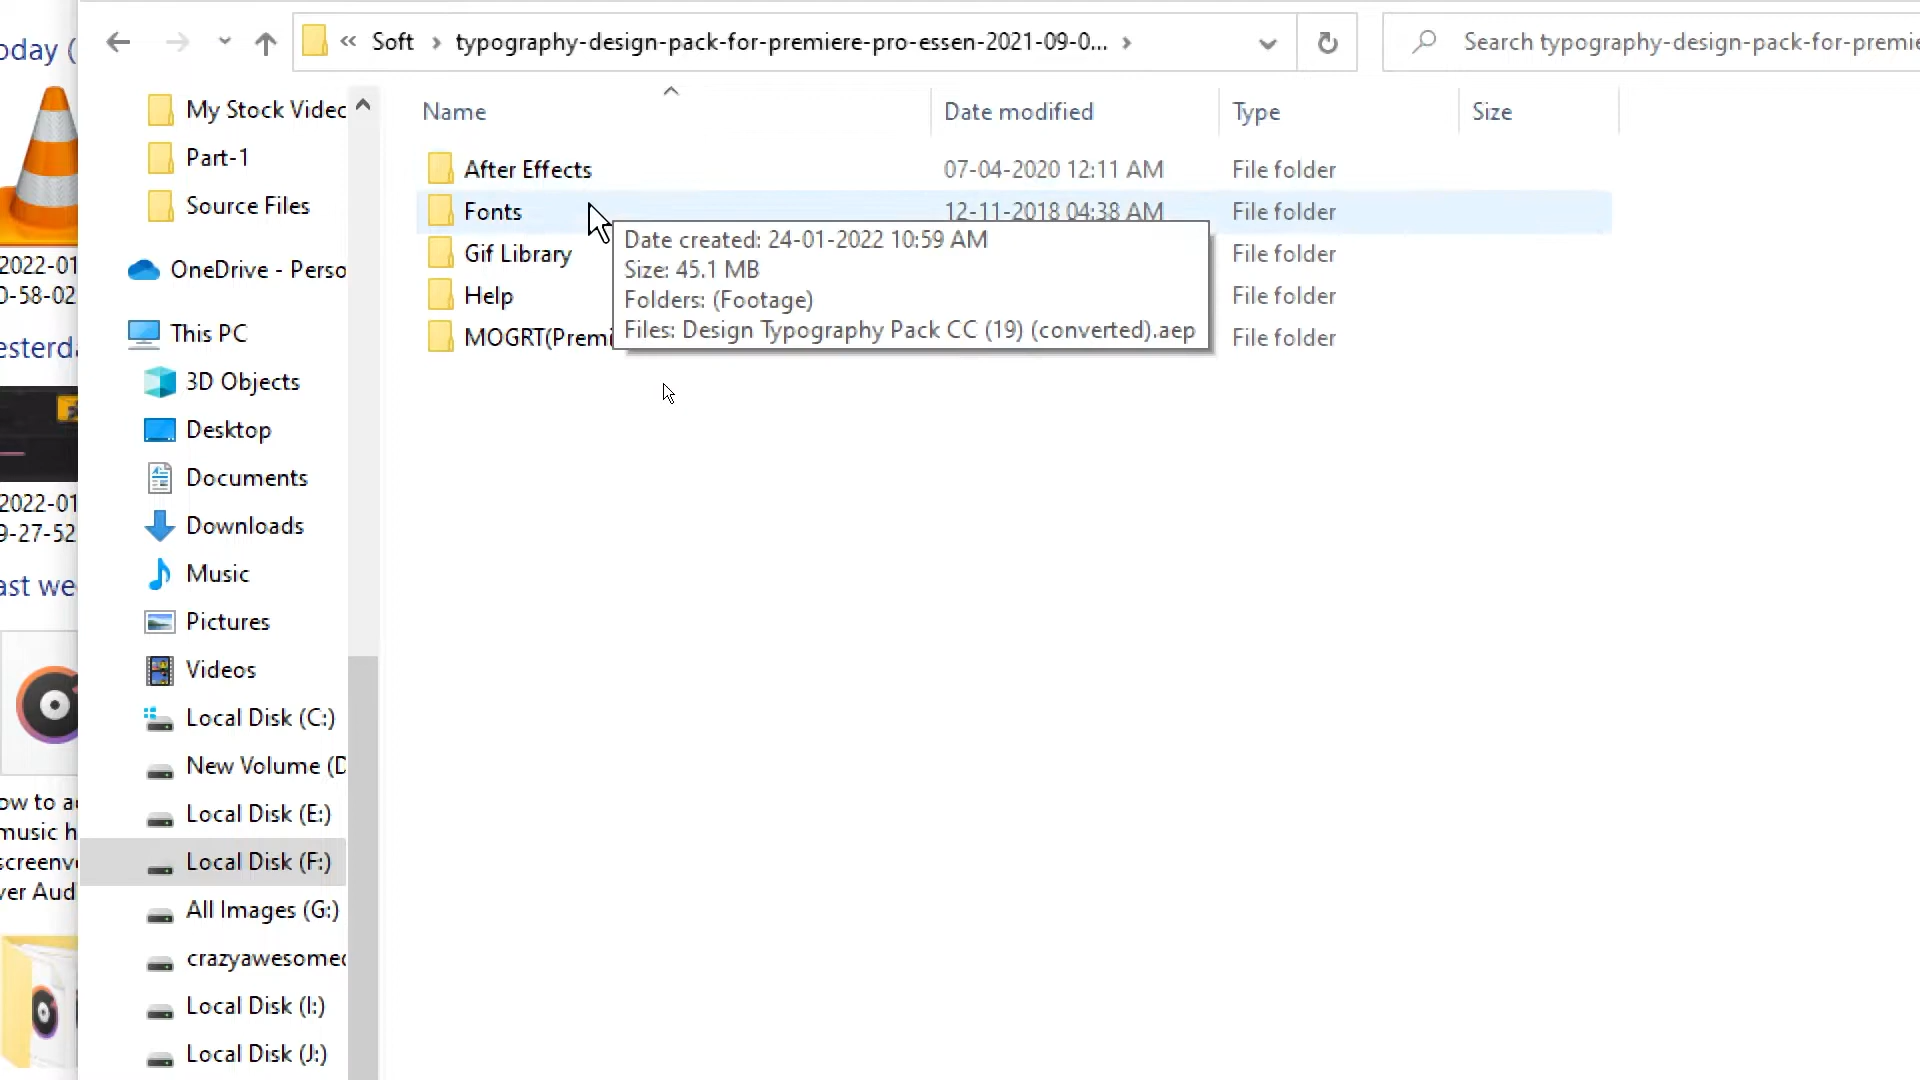 Soft
typography-design-pack-for-premiere-pro-essen-2021-09-0...
Search typography-design-pack-for-premie
oday (
2022-01
0-58-02
esterda
2022-01
9-27-52
ast we
ow to a
music h
screenv
ver Aud
My Stock Videc
Part-1
Source Files
OneDrive - Perso
This PC
3D Objects
Desktop
Documents
Downloads
Music
Pictures
Videos
Local Disk (C:)
New Volume (D
Local Disk (E:)
Local Disk (F:)
All Images (G:)
crazyawesomec
Local Disk (I:)
Local Disk (J:)
Name Date modified Type Size
After Effects 07-04-2020 12:11 AM File folder
Fonts 12-11-2018 04:38 AM File folder
Gif Library File folder
Help File folder
MOGRT(Premi File folder
Date created: 24-01-2022 10:59 AM
Size: 45.1 MB
Folders: (Footage)
Files: Design Typography Pack CC (19) (converted).aep